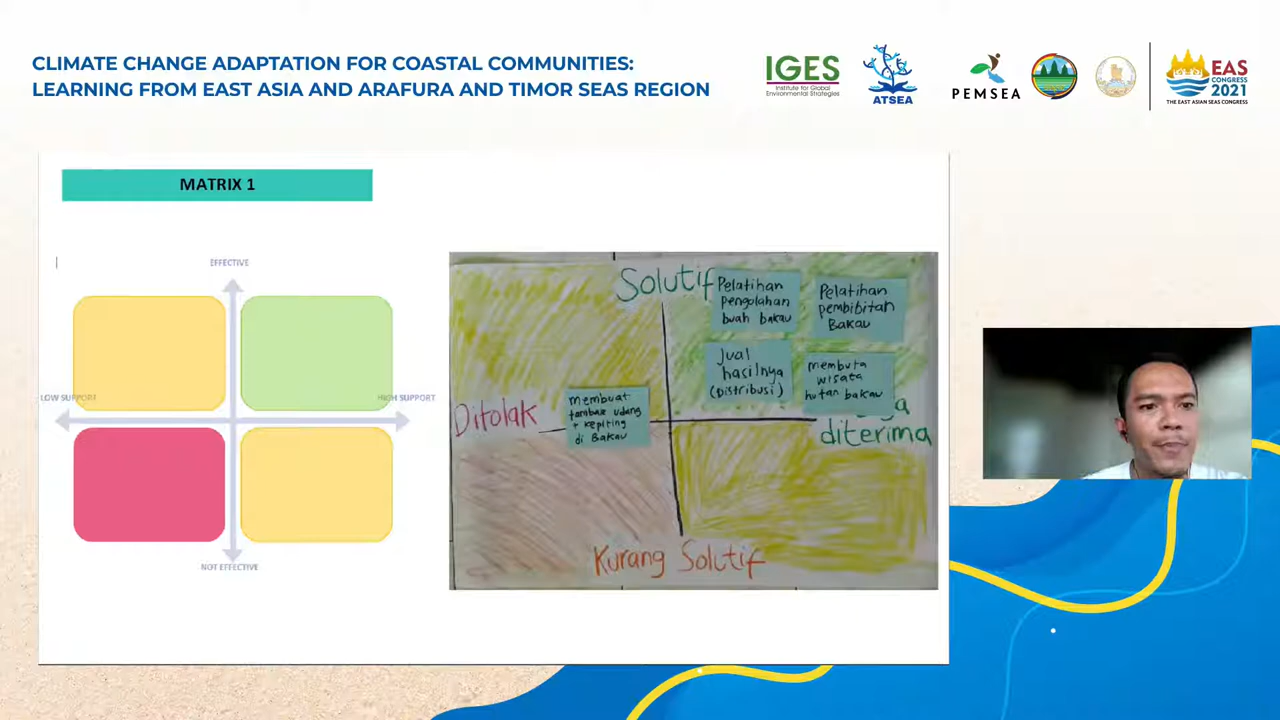 CLIMATE CHANGE ADAPTATION FOR COASTAL COMMUNITIES:
LEARNING FROM EAST ASIA AND ARAFURA AND TIMOR SEAS REGION
IGES
Institute for Global
Environmental Strategies
ATSEA
PEMSEA
EAS
CONGRESS
2021
THE EAST ASIAN SEAS CONGRESS
MATRIX 1
EFFECTIVE
LOW SUPPORT
HIGH SUPPORT
NOT EFFECTIVE
Solutif
Pelatihan
pengolahan
buah bakau
Pelatihan
pembibitan
Bakau
Jual
hasilnya
(Distribusi)
membuta
wisata
hutan bakau
Ditolak
membuat
tambak udang
+ kepiting
di Bakau
diterima
Kurang Solutif